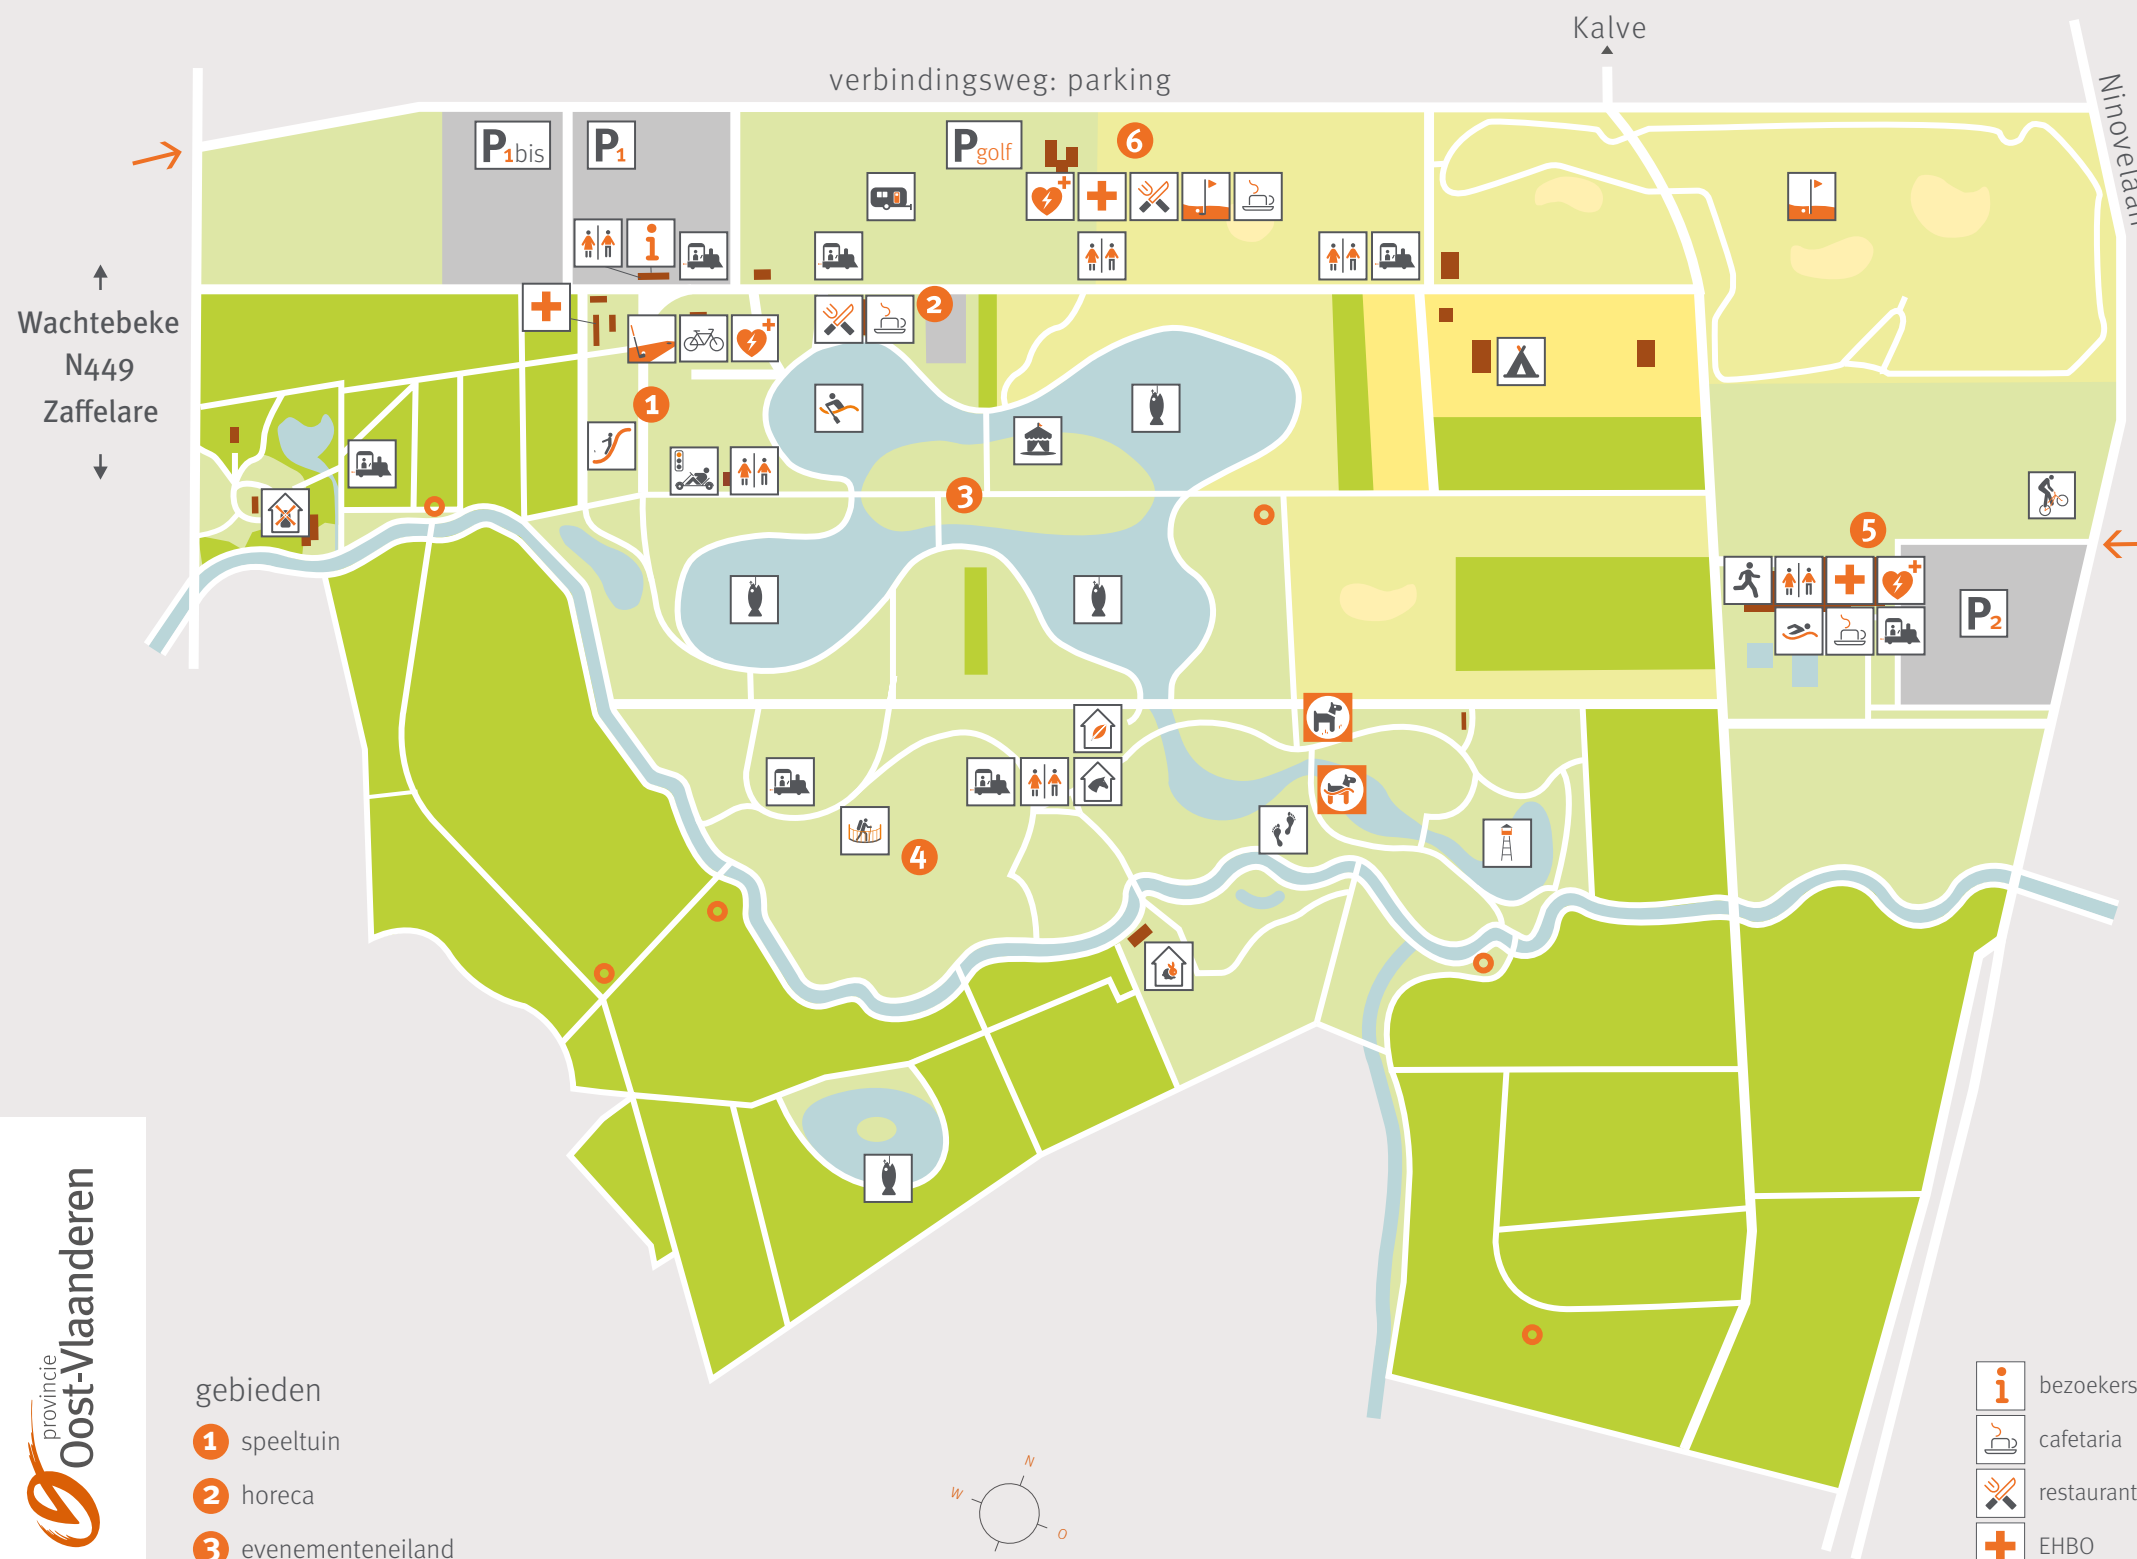 Kalve
verbindingsweg: parking
Ninovelaan
P1bis
P1
Pgolf
6
i
Wachtebeke
N449
Zaffelare
2
1
3
5
P2
4
provincie
Oost-Vlaanderen
gebieden
1 speeltuin
2 horeca
3 evenementeneiland
N
W
O
i bezoekers
cafetaria
restaurant
EHBO